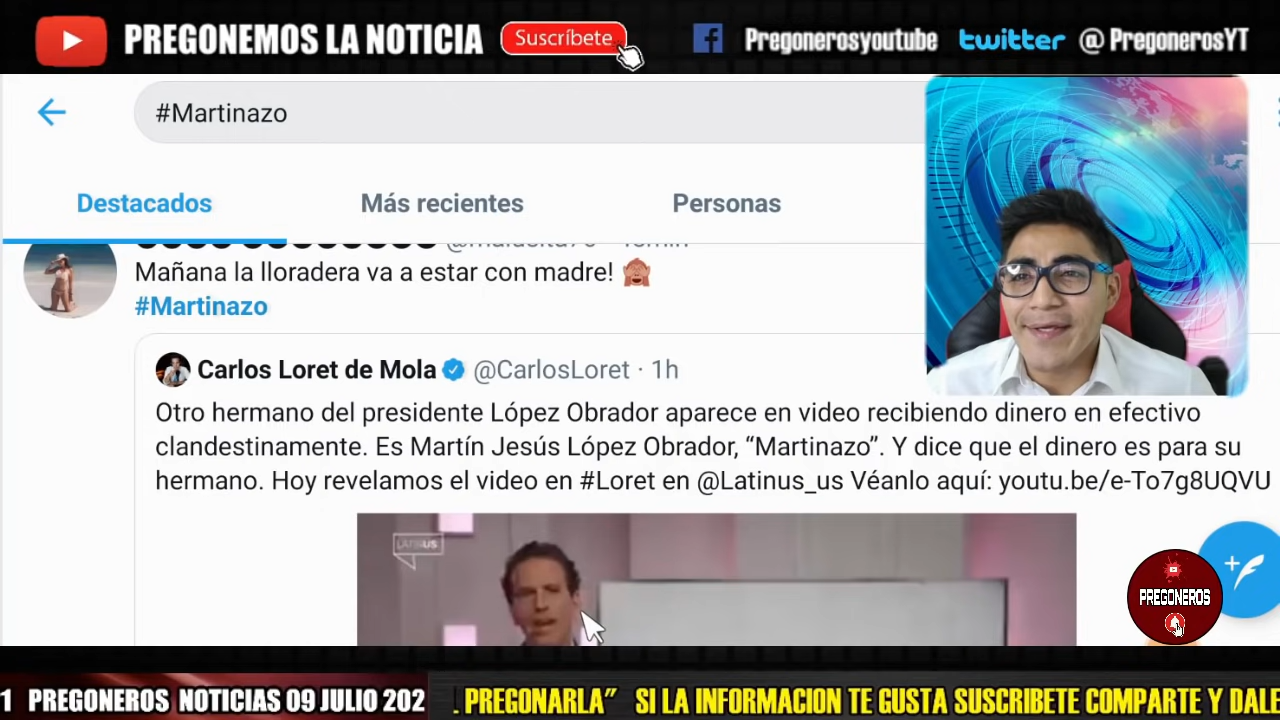 PREGONEMOS LA NOTICIA
Suscríbete
Pregonerosyoutube
twitter @PregonerosYT
#Martinazo
Destacados
Más recientes
Personas
Mañana la lloradera va a estar con madre! 🙈
#Martinazo
Carlos Loret de Mola @CarlosLoret · 1h
Otro hermano del presidente López Obrador aparece en video recibiendo dinero en efectivo
clandestinamente. Es Martín Jesús López Obrador, “Martinazo”. Y dice que el dinero es para su
hermano. Hoy revelamos el video en #Loret en @Latinus_us Véanlo aquí: youtu.be/e-To7g8UQVU
LATINUS
PREGONEROS
1 PREGONEROS NOTICIAS 09 JULIO 202
. PREGONARLA" SI LA INFORMACION TE GUSTA SUSCRIBETE COMPARTE Y DALE